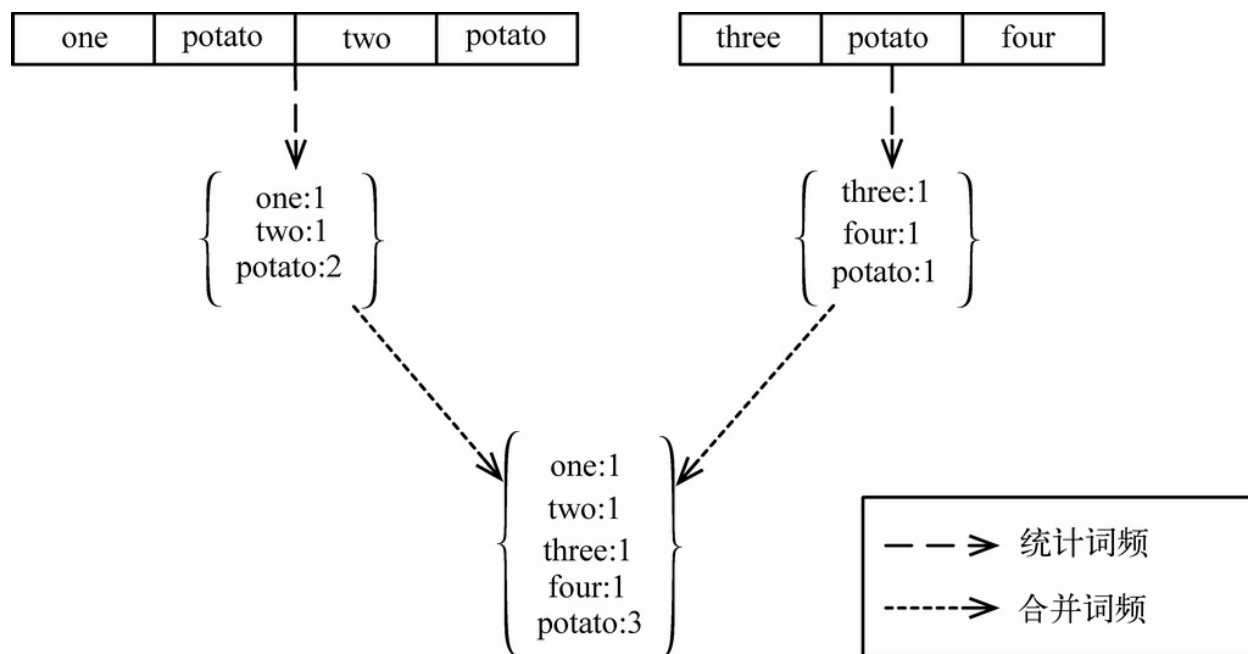 one potato two potato
three potato four
one:1
two:1
potato:2
three:1
four:1
potato:1
one:1
two:1
three:1
four:1
potato:3
统计词频
合并词频